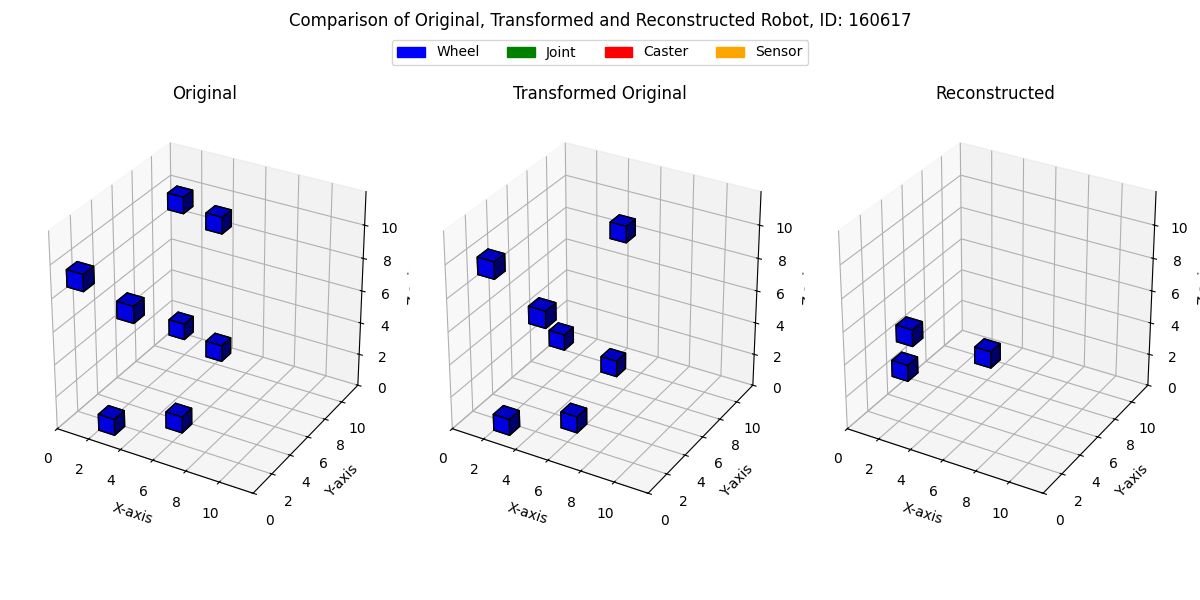 Comparison of Original, Transformed and Reconstructed Robot, ID: 160617
Wheel Joint Caster Sensor
Original
Transformed Original
Reconstructed
0 2 4 6 8 10
X-axis
0 2 4 6 8 10
Y-axis
0 2 4 6 8 10
0 2 4 6 8 10
X-axis
0 2 4 6 8 10
Y-axis
0 2 4 6 8 10
0 2 4 6 8 10
X-axis
0 2 4 6 8 10
Y-axis
0 2 4 6 8 10